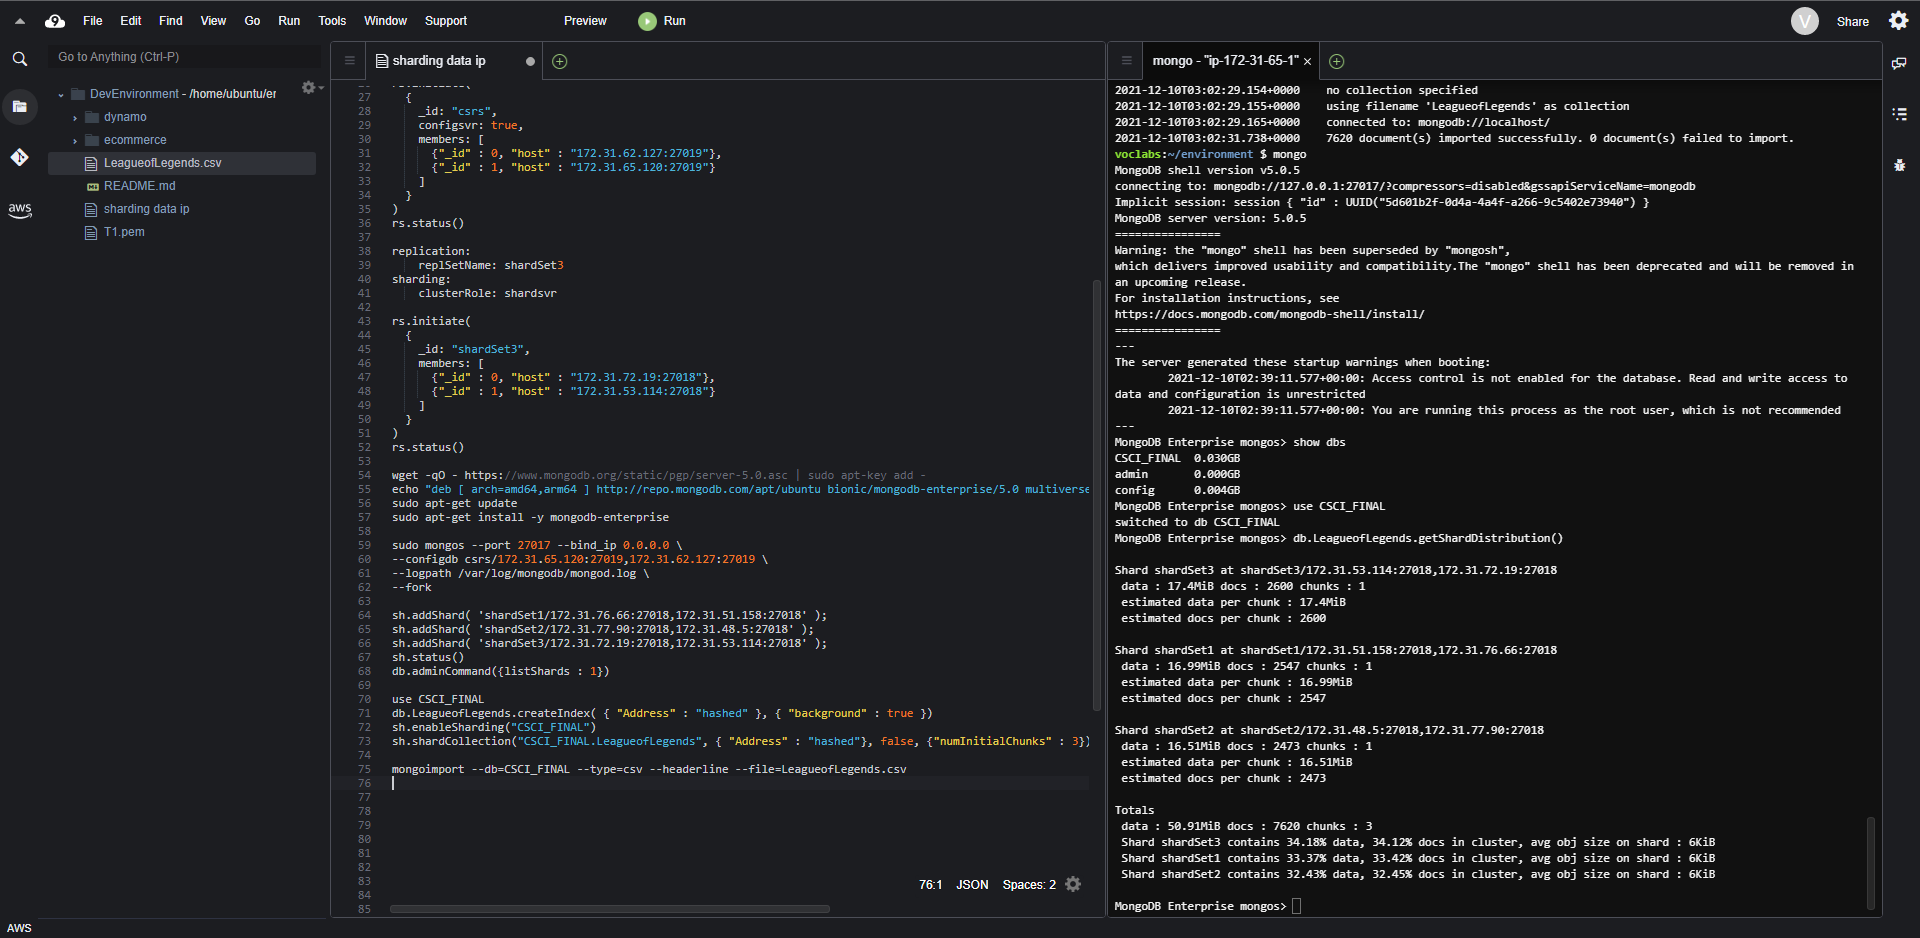 File Edit Find View Go Run Tools Window Support Preview Run V Share
Go to Anything (Ctrl-P)
DevEnvironment - /home/ubuntu/er
dynamo
ecommerce
LeagueofLegends.csv
README.md
sharding data ip
T1.pem
aws
AWS
sharding data ip
27 {
28 _id: "csrs",
29 configsvr: true,
30 members: [
31 {"_id" : 0, "host" : "172.31.62.127:27019"},
32 {"_id" : 1, "host" : "172.31.65.120:27019"}
33 ]
34 }
35 )
36 rs.status()
37
38 replication:
39 replSetName: shardSet3
40 sharding:
41 clusterRole: shardsvr
42
43 rs.initiate(
44 {
45 _id: "shardSet3",
46 members: [
47 {"_id" : 0, "host" : "172.31.72.19:27018"},
48 {"_id" : 1, "host" : "172.31.53.114:27018"}
49 ]
50 }
51 )
52 rs.status()
53
54 wget -qO - https://www.mongodb.org/static/pgp/server-5.0.asc | sudo apt-key add -
55 echo "deb [ arch=amd64,arm64 ] http://repo.mongodb.com/apt/ubuntu bionic/mongodb-enterprise/5.0 multiverse
56 sudo apt-get update
57 sudo apt-get install -y mongodb-enterprise
58
59 sudo mongos --port 27017 --bind_ip 0.0.0.0 \
60 --configdb csrs/172.31.65.120:27019,172.31.62.127:27019 \
61 --logpath /var/log/mongodb/mongod.log \
62 --fork
63
64 sh.addShard( 'shardSet1/172.31.76.66:27018,172.31.51.158:27018' );
65 sh.addShard( 'shardSet2/172.31.77.90:27018,172.31.48.5:27018' );
66 sh.addShard( 'shardSet3/172.31.72.19:27018,172.31.53.114:27018' );
67 sh.status()
68 db.adminCommand({listShards : 1})
69
70 use CSCI_FINAL
71 db.LeagueofLegends.createIndex( { "Address" : "hashed" }, { "background" : true })
72 sh.enableSharding("CSCI_FINAL")
73 sh.shardCollection("CSCI_FINAL.LeagueofLegends", { "Address" : "hashed"}, false, {"numInitialChunks" : 3})
74
75 mongoimport --db=CSCI_FINAL --type=csv --headerline --file=LeagueofLegends.csv
76
77
78
79
80
81
82
83
84
85
76:1 JSON Spaces: 2
mongo - "ip-172-31-65-1" ×
2021-12-10T03:02:29.154+0000 no collection specified
2021-12-10T03:02:29.155+0000 using filename 'LeagueofLegends' as collection
2021-12-10T03:02:29.165+0000 connected to: mongodb://localhost/
2021-12-10T03:02:31.738+0000 7620 document(s) imported successfully. 0 document(s) failed to import.
voclabs:~/environment $ mongo
MongoDB shell version v5.0.5
connecting to: mongodb://127.0.0.1:27017/?compressors=disabled&gssapiServiceName=mongodb
Implicit session: session { "id" : UUID("5d601b2f-0d4a-4a4f-a266-9c5402e73940") }
MongoDB server version: 5.0.5
================
Warning: the "mongo" shell has been superseded by "mongosh",
which delivers improved usability and compatibility.The "mongo" shell has been deprecated and will be removed in
an upcoming release.
For installation instructions, see
https://docs.mongodb.com/mongodb-shell/install/
================
---
The server generated these startup warnings when booting:
2021-12-10T02:39:11.577+00:00: Access control is not enabled for the database. Read and write access to
data and configuration is unrestricted
2021-12-10T02:39:11.577+00:00: You are running this process as the root user, which is not recommended
---
MongoDB Enterprise mongos> show dbs
CSCI_FINAL 0.030GB
admin 0.000GB
config 0.004GB
MongoDB Enterprise mongos> use CSCI_FINAL
switched to db CSCI_FINAL
MongoDB Enterprise mongos> db.LeagueofLegends.getShardDistribution()
Shard shardSet3 at shardSet3/172.31.53.114:27018,172.31.72.19:27018
data : 17.4MiB docs : 2600 chunks : 1
estimated data per chunk : 17.4MiB
estimated docs per chunk : 2600
Shard shardSet1 at shardSet1/172.31.51.158:27018,172.31.76.66:27018
data : 16.99MiB docs : 2547 chunks : 1
estimated data per chunk : 16.99MiB
estimated docs per chunk : 2547
Shard shardSet2 at shardSet2/172.31.48.5:27018,172.31.77.90:27018
data : 16.51MiB docs : 2473 chunks : 1
estimated data per chunk : 16.51MiB
estimated docs per chunk : 2473
Totals
data : 50.91MiB docs : 7620 chunks : 3
Shard shardSet3 contains 34.18% data, 34.12% docs in cluster, avg obj size on shard : 6KiB
Shard shardSet1 contains 33.37% data, 33.42% docs in cluster, avg obj size on shard : 6KiB
Shard shardSet2 contains 32.43% data, 32.45% docs in cluster, avg obj size on shard : 6KiB
MongoDB Enterprise mongos>